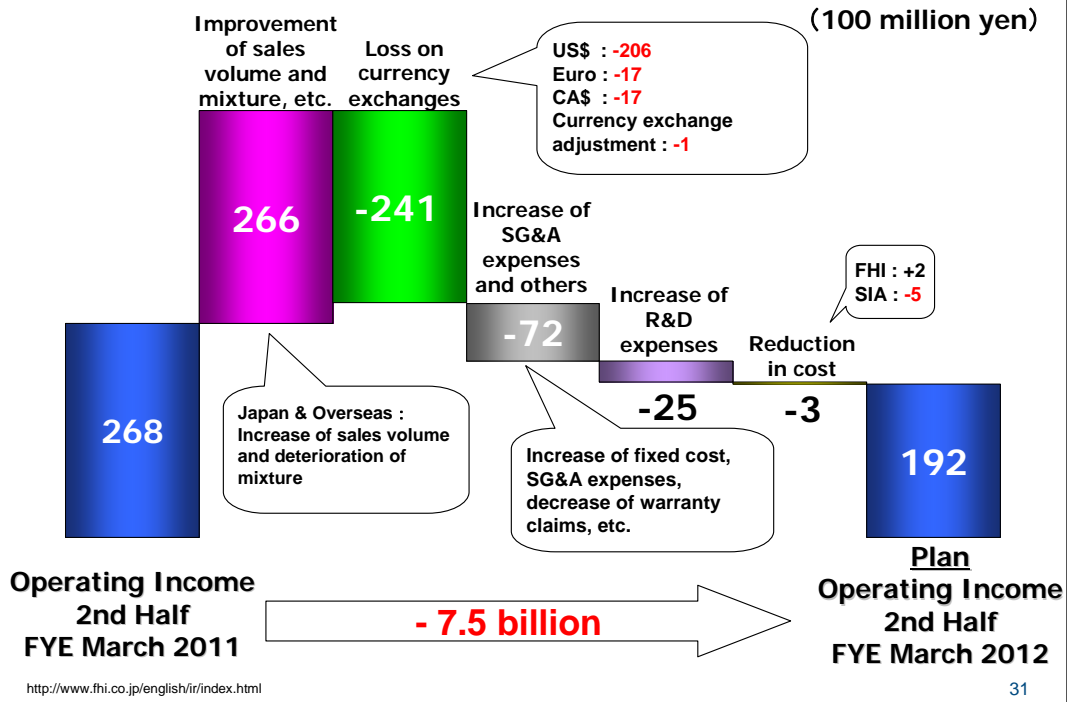 (100 million yen)
Improvement
of sales
volume and
mixture, etc.
Loss on
currency
exchanges
US$ : -206
Euro : -17
CA$ : -17
Currency exchange
adjustment : -1
266
-241
Increase of
SG&A
expenses
and others
-72
Increase of
R&D
expenses
-25
Reduction
in cost
-3
FHI : +2
SIA : -5
268
Japan & Overseas :
Increase of sales volume
and deterioration of
mixture
Increase of fixed cost,
SG&A expenses,
decrease of warranty
claims, etc.
192
Operating Income
2nd Half
FYE March 2011
- 7.5 billion
Plan
Operating Income
2nd Half
FYE March 2012
http://www.fhi.co.jp/english/ir/index.html
31